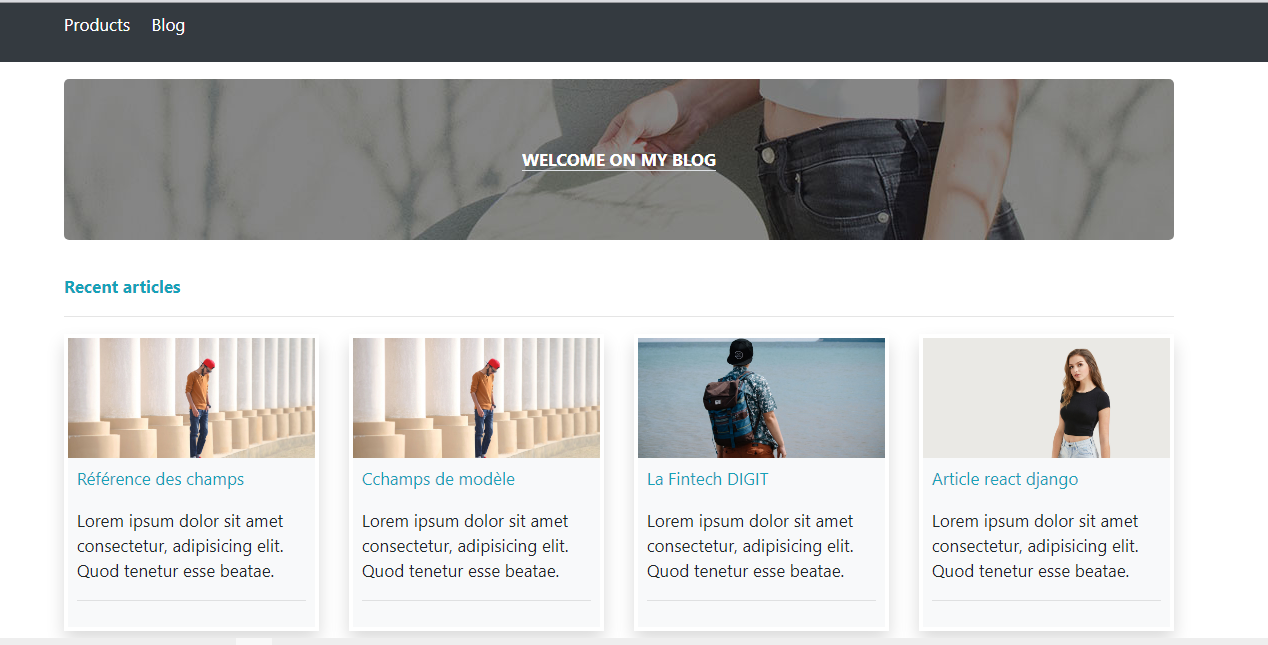 Products Blog
WELCOME ON MY BLOG
Recent articles
Référence des champs
Lorem ipsum dolor sit amet
consectetur, adipisicing elit.
Quod tenetur esse beatae.
Cchamps de modèle
Lorem ipsum dolor sit amet
consectetur, adipisicing elit.
Quod tenetur esse beatae.
La Fintech DIGIT
Lorem ipsum dolor sit amet
consectetur, adipisicing elit.
Quod tenetur esse beatae.
Article react django
Lorem ipsum dolor sit amet
consectetur, adipisicing elit.
Quod tenetur esse beatae.